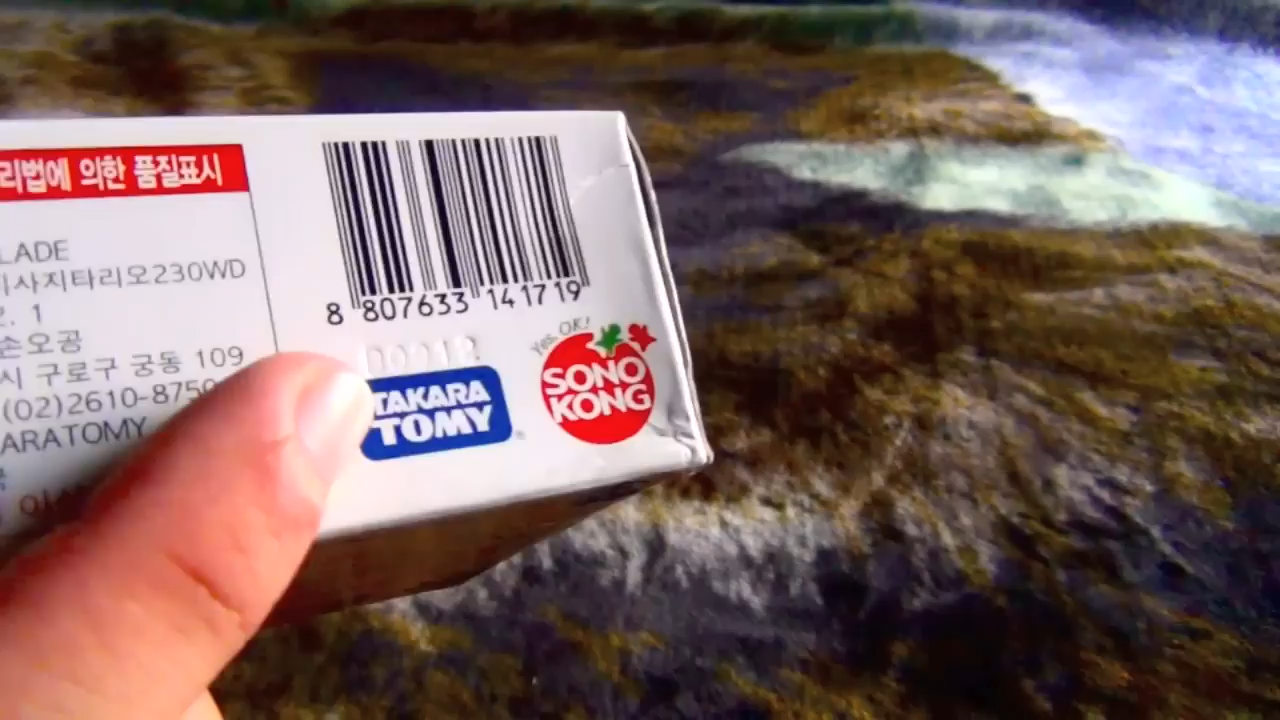 리법에 의한 품질표시
LADE
사지타리오230WD
. 1
손오공
시 구로구 궁동 109
(02)2610-8750
ARATOMY
8 807633 141719
Yes, OK!
TAKARA
TOMY
SONO
KONG